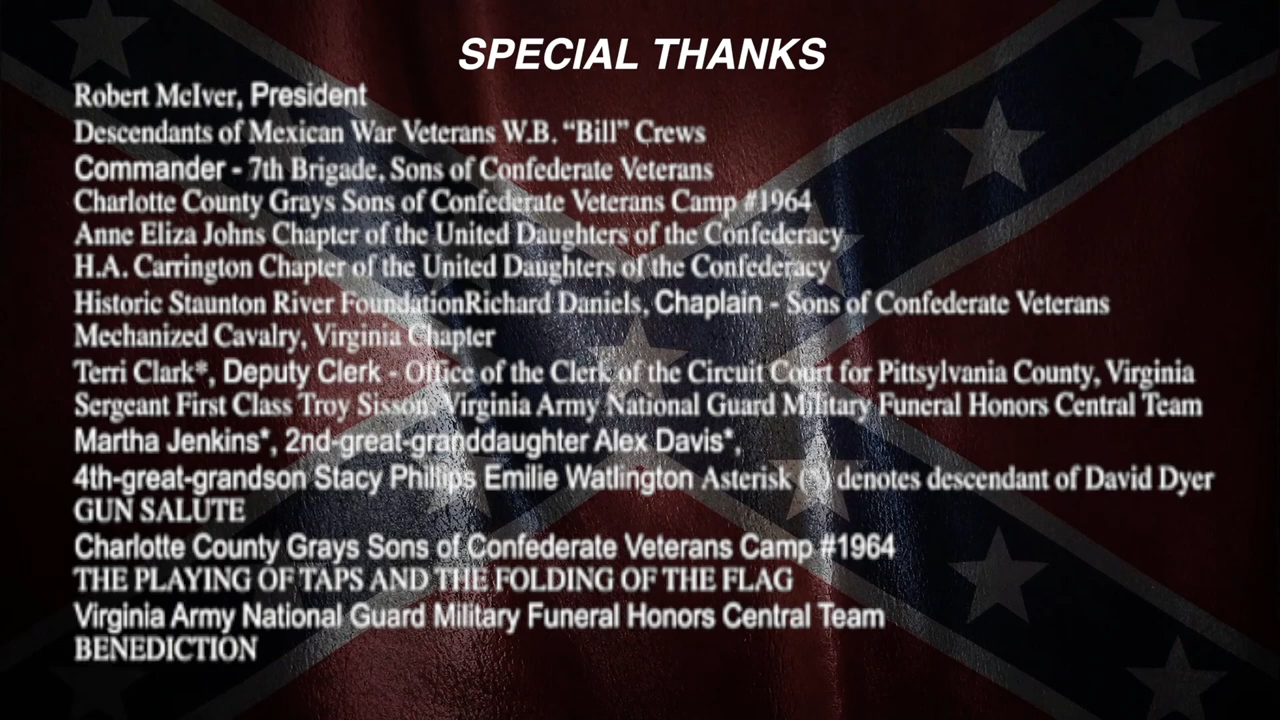 SPECIAL THANKS
Robert McIver, President
Descendants of Mexican War Veterans W.B. “Bill” Crews
Commander - 7th Brigade, Sons of Confederate Veterans
Charlotte County Grays Sons of Confederate Veterans Camp #1964
Anne Eliza Johns Chapter of the United Daughters of the Confederacy
H.A. Carrington Chapter of the United Daughters of the Confederacy
Historic Staunton River FoundationRichard Daniels, Chaplain - Sons of Confederate Veterans
Mechanized Cavalry, Virginia Chapter
Terri Clark*, Deputy Clerk - Office of the Clerk of the Circuit Court for Pittsylvania County, Virginia
Sergeant First Class Troy Sisson, Virginia Army National Guard Military Funeral Honors Central Team
Martha Jenkins*, 2nd-great-granddaughter Alex Davis*,
4th-great-grandson Stacy Phillips Emilie Watlington Asterisk (*) denotes descendant of David Dyer
GUN SALUTE
Charlotte County Grays Sons of Confederate Veterans Camp #1964
THE PLAYING OF TAPS AND THE FOLDING OF THE FLAG
Virginia Army National Guard Military Funeral Honors Central Team
BENEDICTION